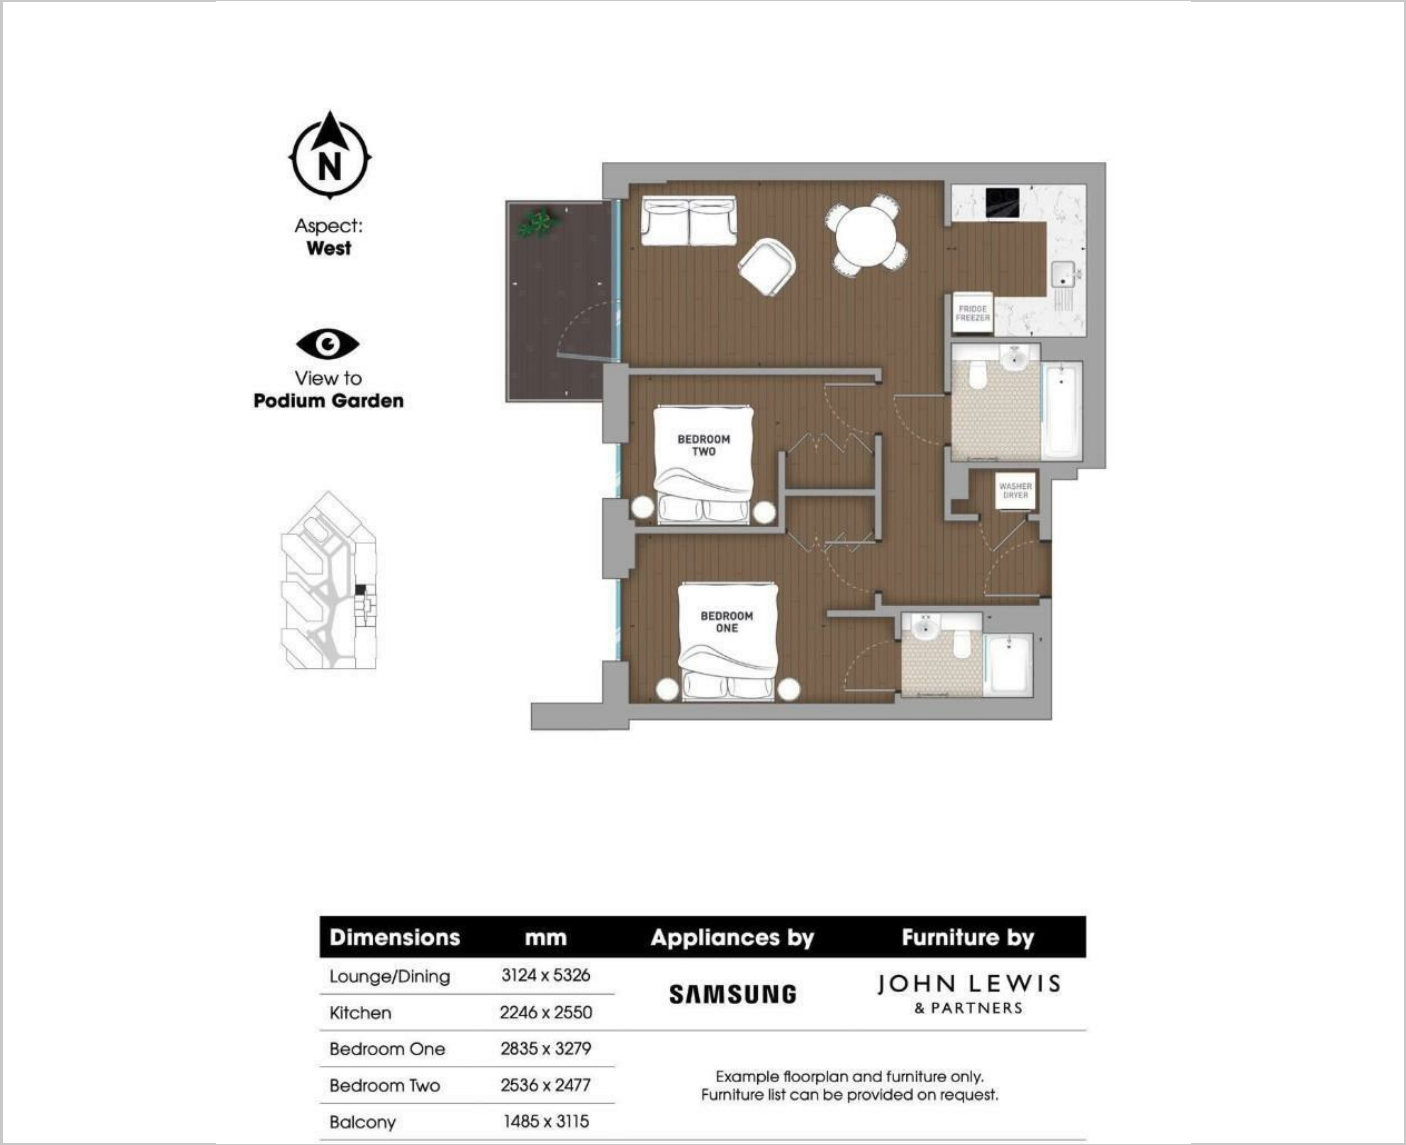 N
Aspect:
West
View to
Podium Garden
FRIDGE
FREEZER
BEDROOM
TWO
WASHER
DRYER
BEDROOM
ONE
Dimensions mm Appliances by Furniture by
Lounge/Dining 3124 x 5326
SAMSUNG
JOHN LEWIS
& PARTNERS
Kitchen 2246 x 2550
Bedroom One 2835 x 3279
Bedroom Two 2536 x 2477
Balcony 1485 x 3115
Example floorplan and furniture only.
Furniture list can be provided on request.